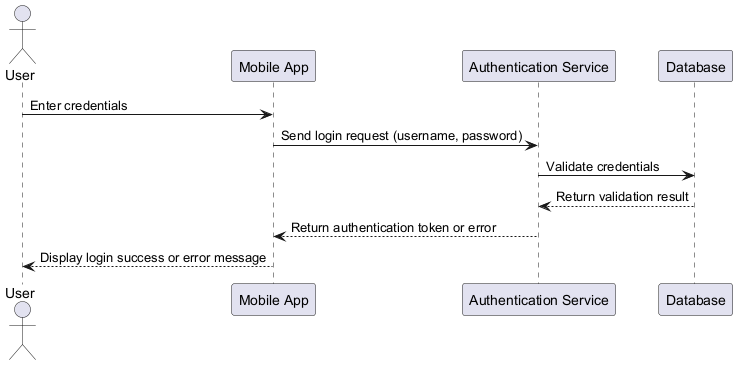 User
Mobile App
Authentication Service
Database
Enter credentials
Send login request (username, password)
Validate credentials
Return validation result
Return authentication token or error
Display login success or error message
User
Mobile App
Authentication Service
Database